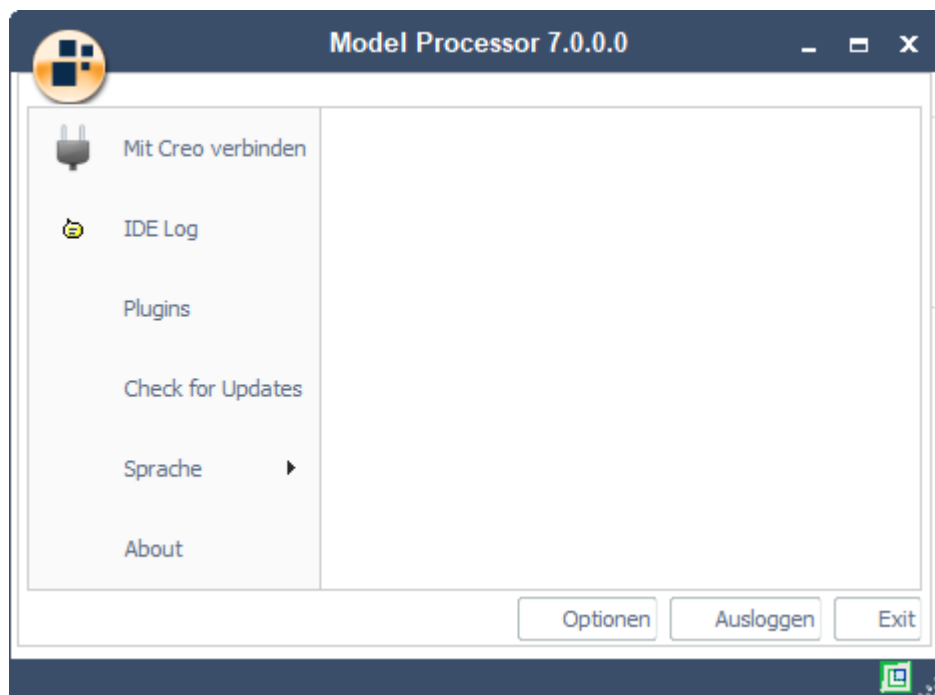 Model Processor 7.0.0.0
Mit Creo verbinden
IDE Log
Plugins
Check for Updates
Sprache
About
Optionen
Ausloggen
Exit